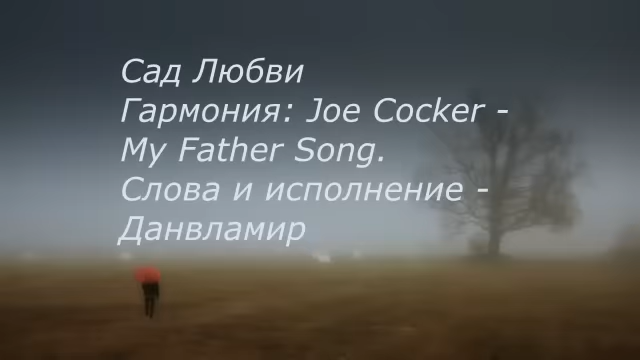 Сад Любви
Гармония: Joe Cocker -
My Father Song.
Слова и исполнение -
Данвламир